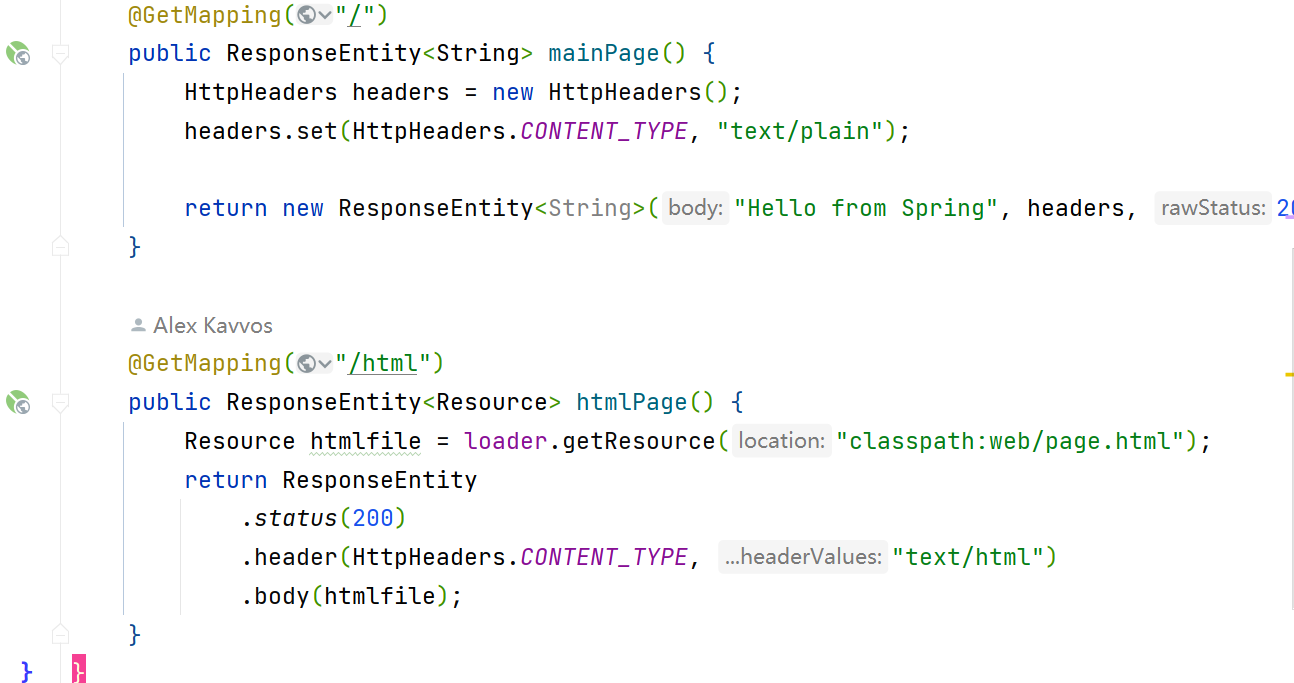 @GetMapping("/")
public ResponseEntity<String> mainPage() {
HttpHeaders headers = new HttpHeaders();
headers.set(HttpHeaders.CONTENT_TYPE, "text/plain");
return new ResponseEntity<String>( body: "Hello from Spring", headers, rawStatus:
}
Alex Kavvos
@GetMapping("/html")
public ResponseEntity<Resource> htmlPage() {
Resource htmlfile = loader.getResource( location: "classpath:web/page.html");
return ResponseEntity
.status(200)
.header(HttpHeaders.CONTENT_TYPE, ...headerValues: "text/html")
.body(htmlfile);
}
} }